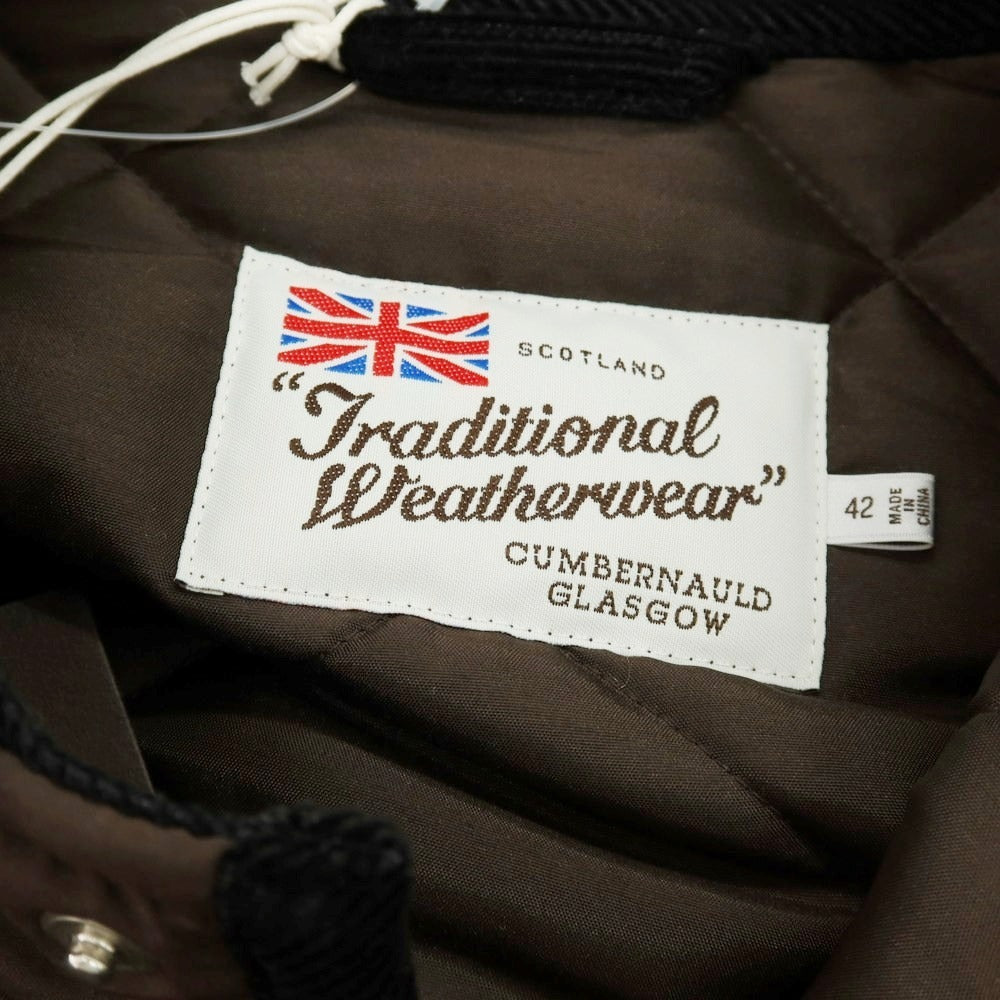 SCOTLAND
“Traditional
Weatherwear”
CUMBERNAULD
GLASGOW
42
MADE
IN
CHINA